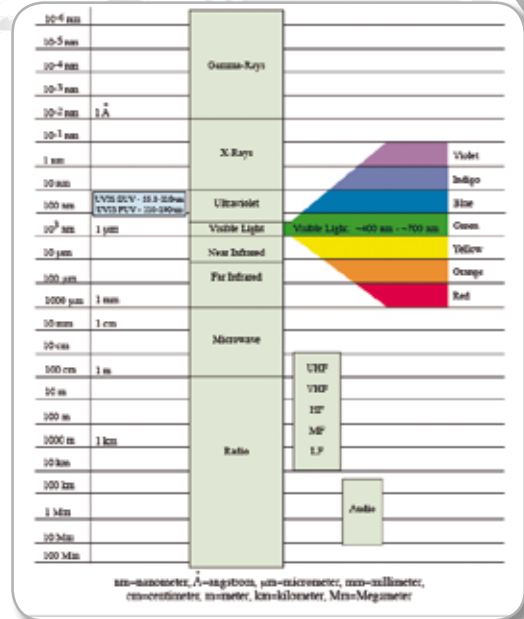 10⁻⁶ nm
10⁻⁵ nm
10⁻⁴ nm
10⁻³ nm
10⁻² nm 1Å
10⁻¹ nm
1 nm
10 nm
100 nm
10³ nm 1 μm
10 μm
100 μm
1000 μm 1 mm
10 mm 1 cm
10 cm
100 cm 1 m
10 m
100 m
1000 m 1 km
10 km
100 km
1 Mm
10 Mm
100 Mm
UVIS EUV -
UVIS FUV -
Gamma-Rays
X-Rays
Ultraviolet
Visible Light
Near Infrared
Far Infrared
Microwave
Radio
Visible Light: ~400 nm - ~700 nm
Violet
Indigo
Blue
Green
Yellow
Orange
Red
UHF
VHF
HF
MF
LF
Audio
nm=nanometer, Å=angstrom, μm=micrometer, mm=millimeter,
cm=centimeter, m=meter, km=kilometer, Mm=Megameter